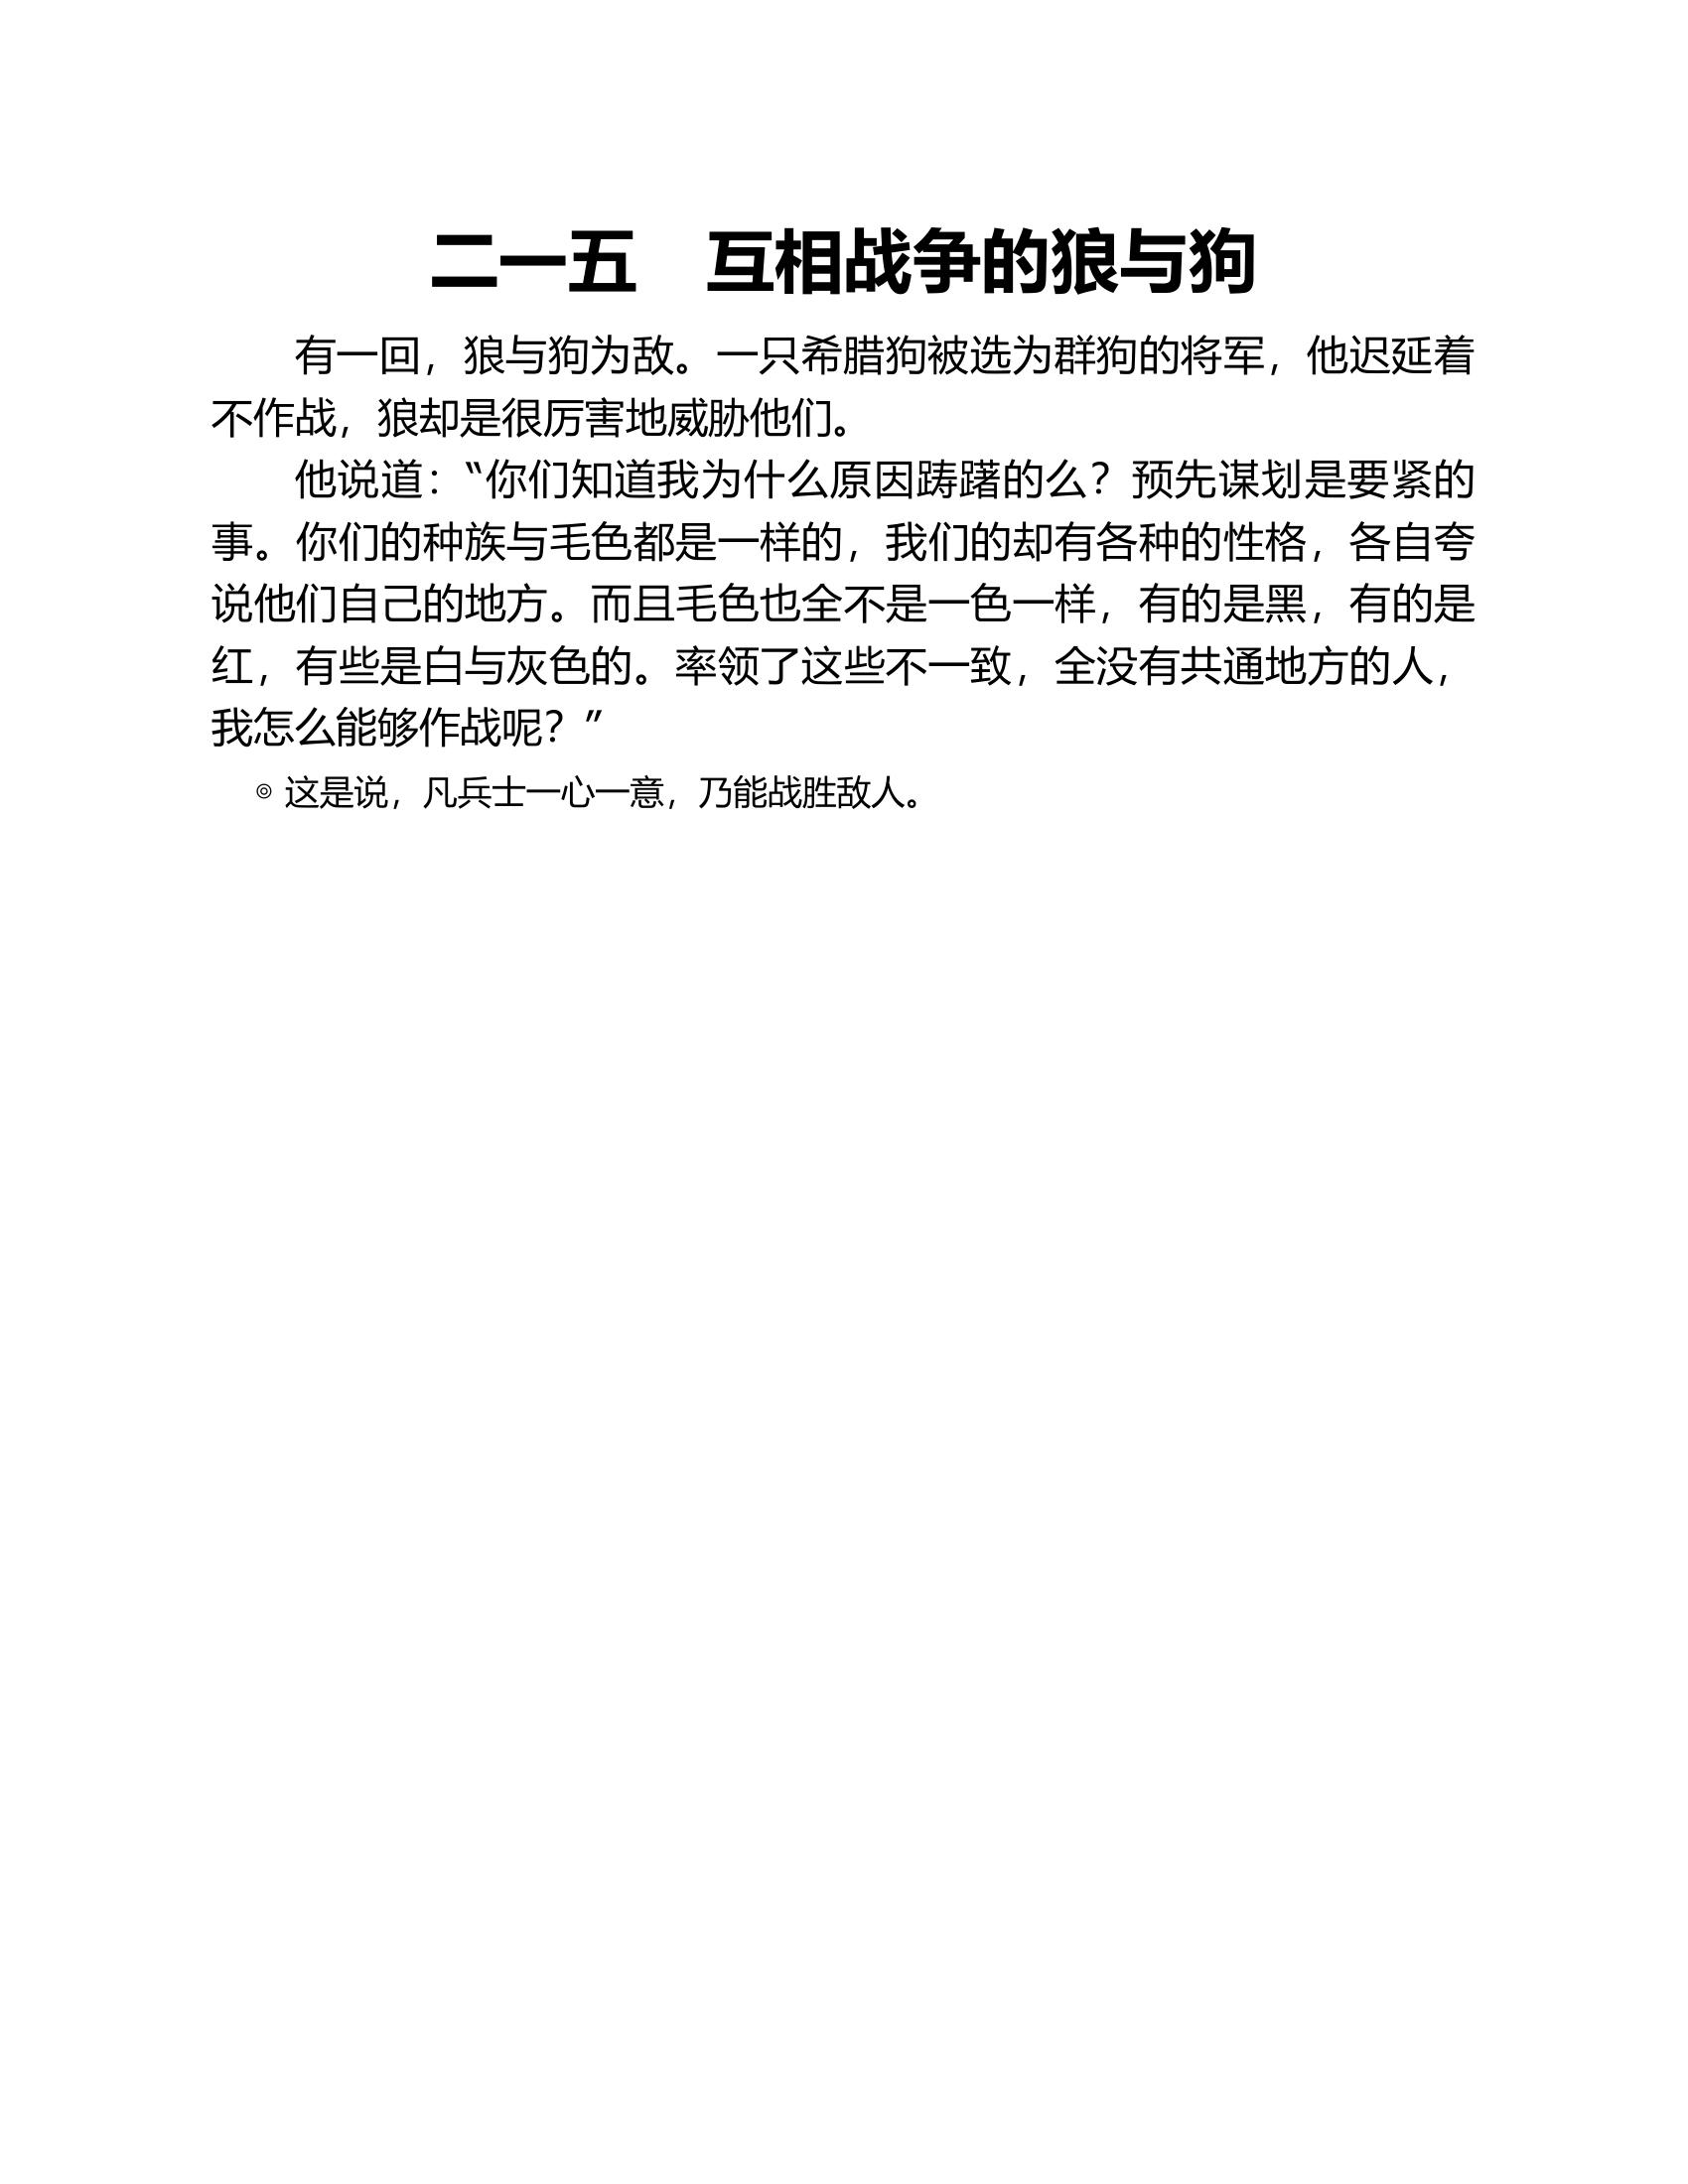 二一五　互相战争的狼与狗
有一回，狼与狗为敌。一只希腊狗被选为群狗的将军，他迟延着
不作战，狼却是很厉害地威胁他们。
他说道：“你们知道我为什么原因踌躇的么？预先谋划是要紧的
事。你们的种族与毛色都是一样的，我们的却有各种的性格，各自夸
说他们自己的地方。而且毛色也全不是一色一样，有的是黑，有的是
红，有些是白与灰色的。率领了这些不一致，全没有共通地方的人，
我怎么能够作战呢？”
◎ 这是说，凡兵士一心一意，乃能战胜敌人。